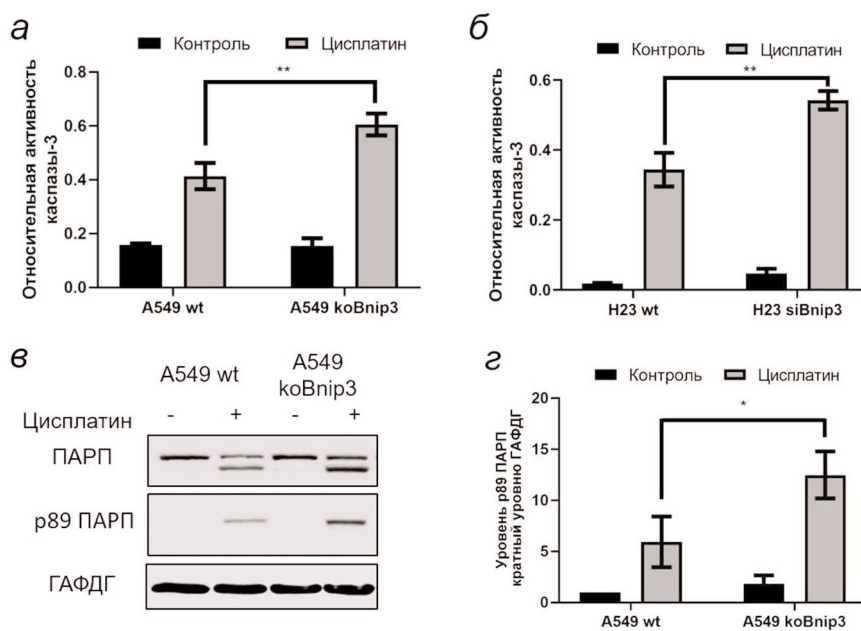 а
Контроль Цисплатин
Относительная активность
каспазы-3
0.8
0.6
0.4
0.2
0.0
**
A549 wt A549 koBnip3
б
Контроль Цисплатин
Относительная активность
каспазы-3
0.6
0.4
0.2
0.0
**
H23 wt H23 siBnip3
в
A549 wt A549
koBnip3
Цисплатин - + - +
ПАРП
p89 ПАРП
ГАФДГ
г
Контроль Цисплатин
Уровень p89 ПАРП
кратный уровню ГАФДГ
20
15
10
5
0
*
A549 wt A549 koBnip3